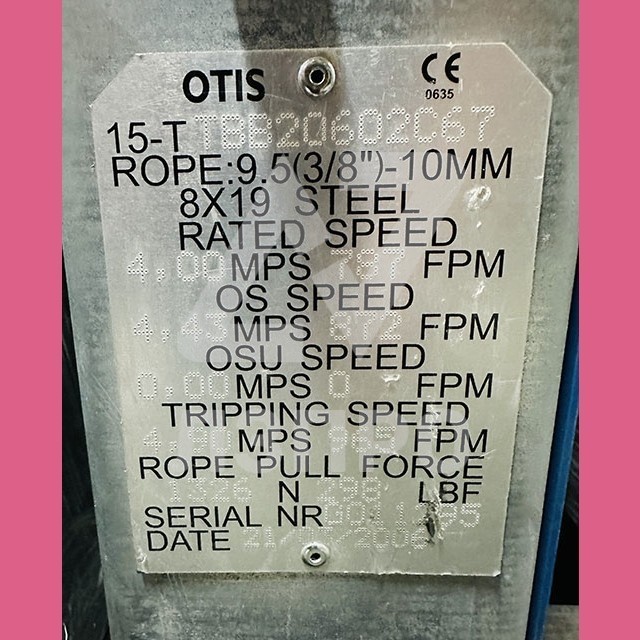 OTIS CE
0635
15-T TBB20602C67
ROPE:9.5(3/8")-10MM
8X19 STEEL
RATED SPEED
4,00 MPS 787 FPM
OS SPEED
4,43 MPS 872 FPM
OSU SPEED
0,00 MPS 0 FPM
TRIPPING SPEED
MPS FPM
ROPE PULL FORCE
1326 N 298 LBF
SERIAL NR
DATE